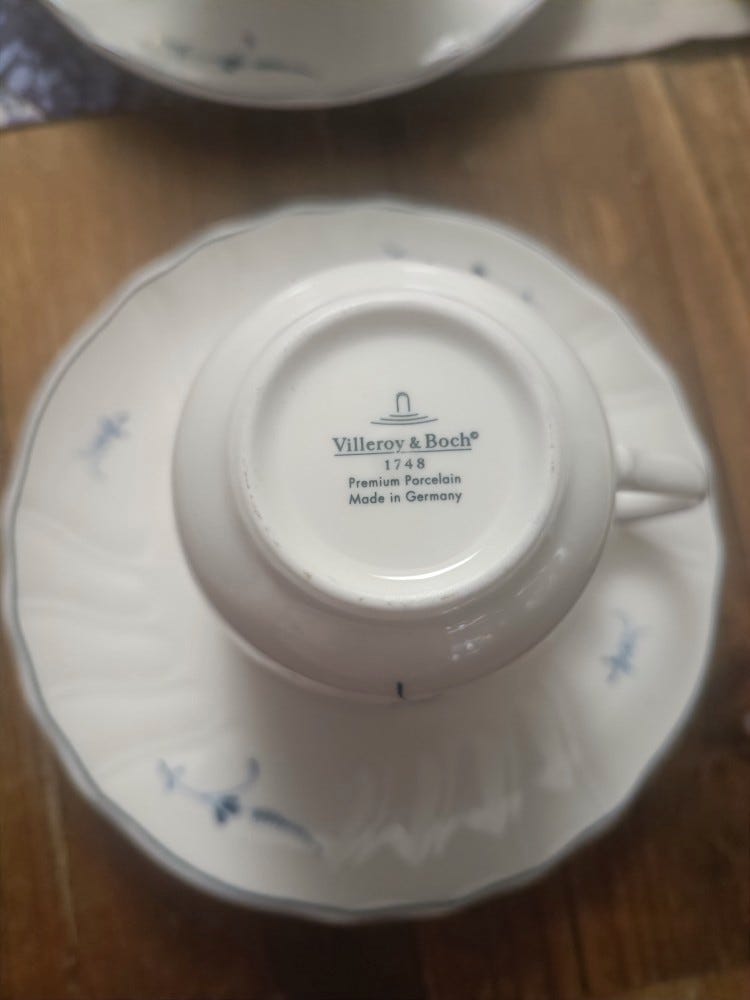 Villeroy & Boch©
1748
Premium Porcelain
Made in Germany